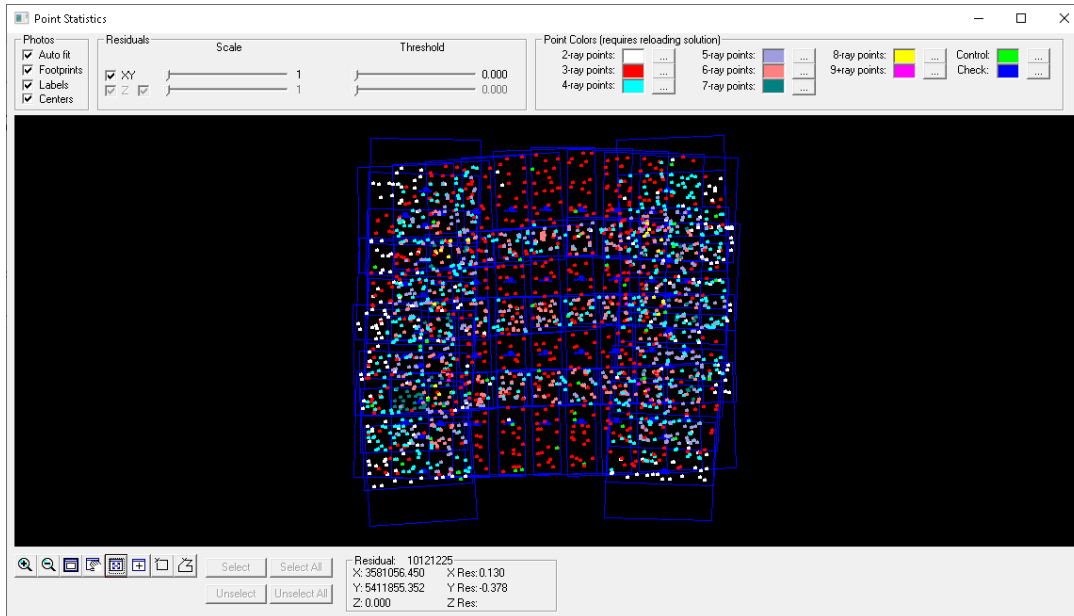 Point Statistics
Photos
Auto fit
Footprints
Labels
Centers
Residuals
Scale
Threshold
XY
1
0.000
Z
1
0.000
Point Colors (requires reloading solution)
2-ray points: ... 5-ray points: ... 8-ray points: ... Control: ...
3-ray points: ... 6-ray points: ... 9+ray points: ... Check: ...
4-ray points: ... 7-ray points: ...
Select
Select All
Unselect
Unselect All
Residual: 10121225
X: 3581056.450 X Res: 0.130
Y: 5411855.352 Y Res: -0.378
Z: 0.000 Z Res: